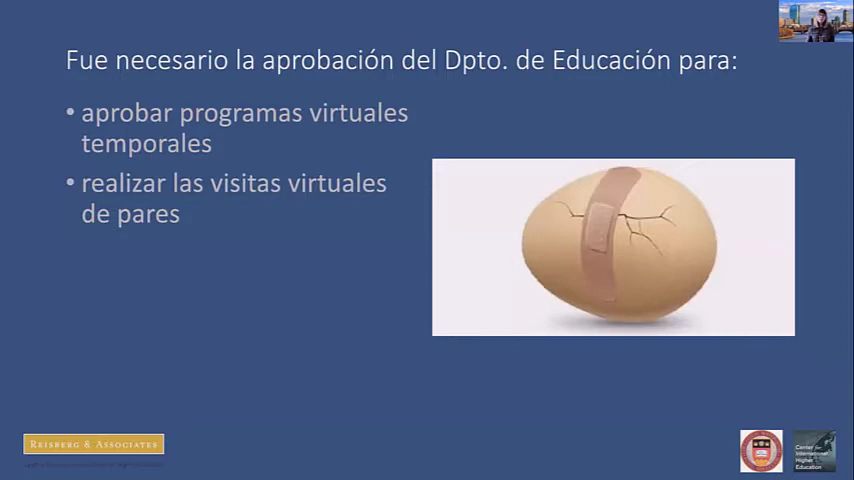 Fue necesario la aprobación del Dpto. de Educación para:
• aprobar programas virtuales
temporales
• realizar las visitas virtuales
de pares
REISBERG & ASSOCIATES
Center for
International
Higher
Education